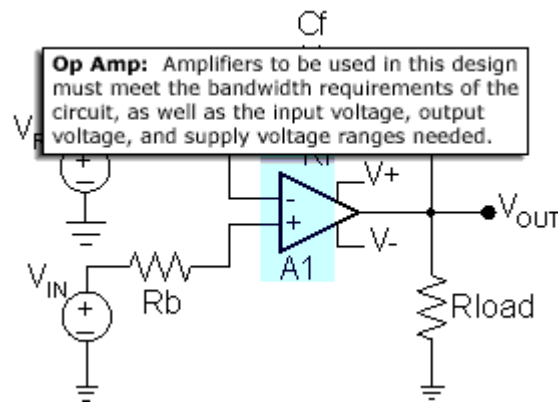 Cf
Op Amp: Amplifiers to be used in this design
must meet the bandwidth requirements of the
circuit, as well as the input voltage, output
voltage, and supply voltage ranges needed.
V+
-
+
V-
VOUT
A1
VIN
Rb
Rload